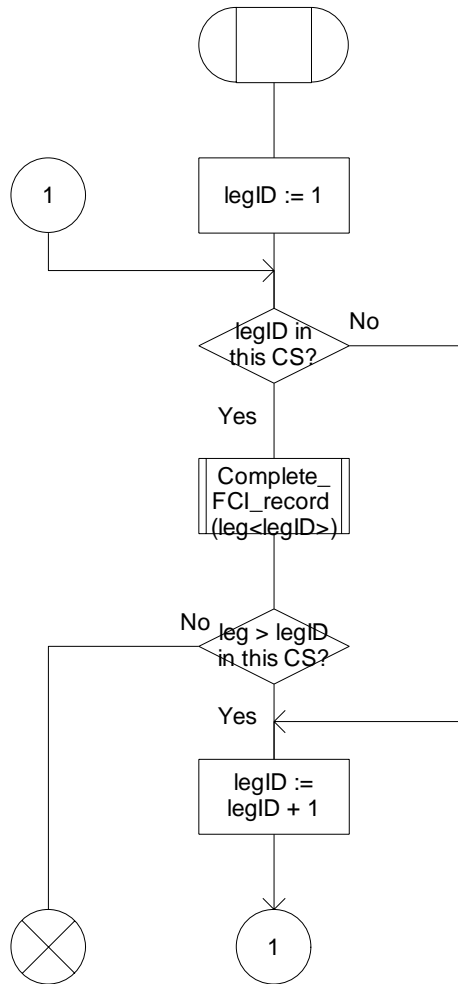 1
legID := 1
legID in
this CS?
No
Yes
Complete_
FCI_record
(leg<legID>)
No
leg > legID
in this CS?
Yes
legID :=
legID + 1
1